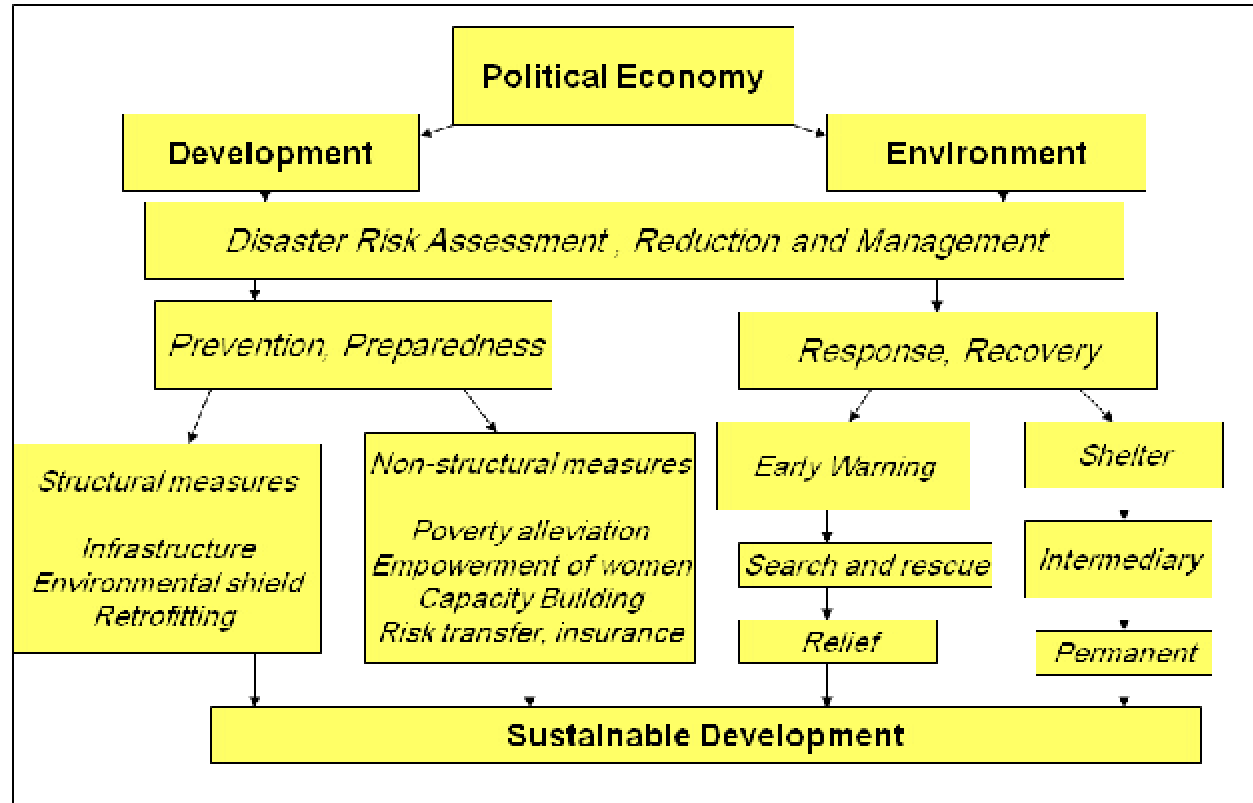 Political Economy
Development
Environment
Disaster Risk Assessment , Reduction and Management
Prevention, Preparedness
Response, Recovery
Structural measures
Infrastructure
Environmental shield
Retrofitting
Non-structural measures
Poverty alleviation
Empowerment of women
Capacity Building
Risk transfer, insurance
Early Warning
Search and rescue
Relief
Shelter
Intermediary
Permanent
Sustainable Development